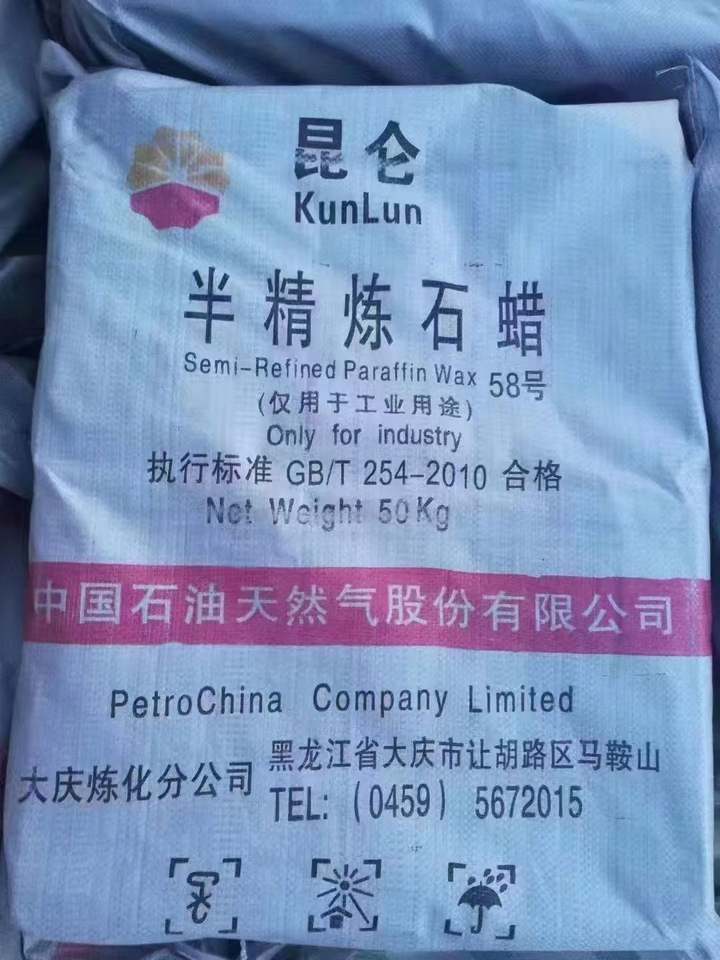 昆仑
KunLun
半精炼石蜡
Semi-Refined Paraffin Wax 58号
(仅用于工业用途)
Only for industry
执行标准 GB/T 254-2010 合格
Net Weight 50Kg
中国石油天然气股份有限公司
PetroChina Company Limited
大庆炼化分公司
黑龙江省大庆市让胡路区马鞍山
TEL: (0459) 5672015